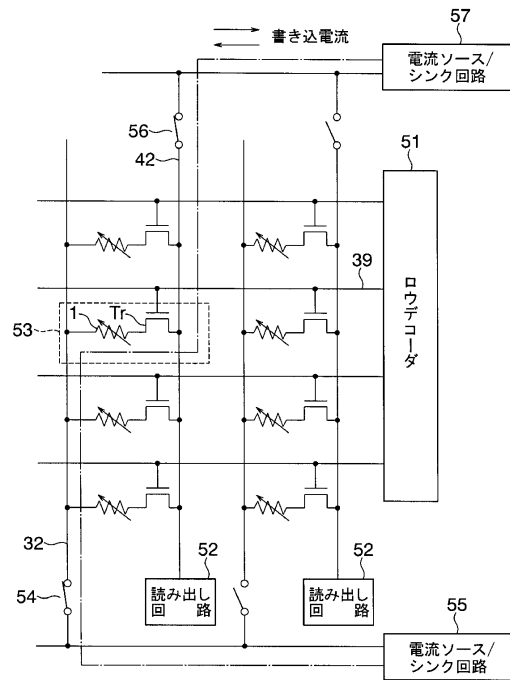 57
書き込電流
電流ソース/
シンク回路
56
42
51
39
ロウデコーダ
53
1
Tr
32
52
52
54
読み出し
回 路
読み出し
回 路
55
電流ソース/
シンク回路